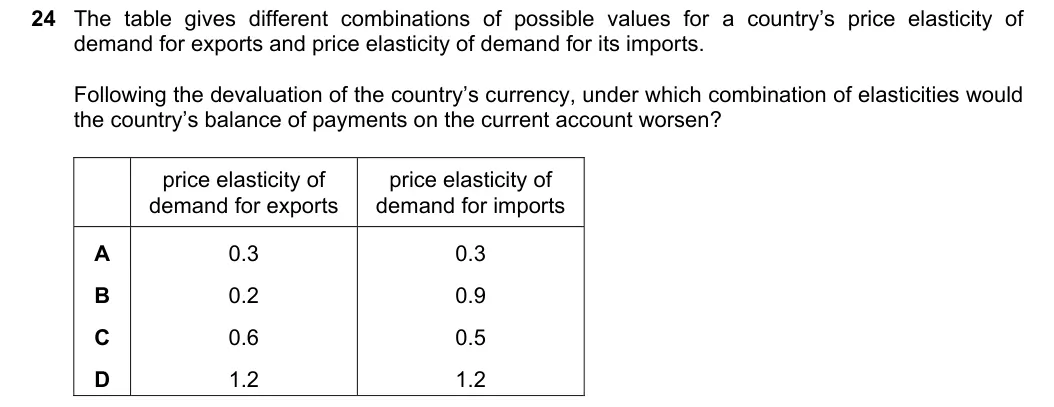 24 The table gives different combinations of possible values for a country's price elasticity of
demand for exports and price elasticity of demand for its imports.
Following the devaluation of the country's currency, under which combination of elasticities would
the country's balance of payments on the current account worsen?
price elasticity of demand for exports price elasticity of demand for imports
A 0.3 0.3
B 0.2 0.9
C 0.6 0.5
D 1.2 1.2